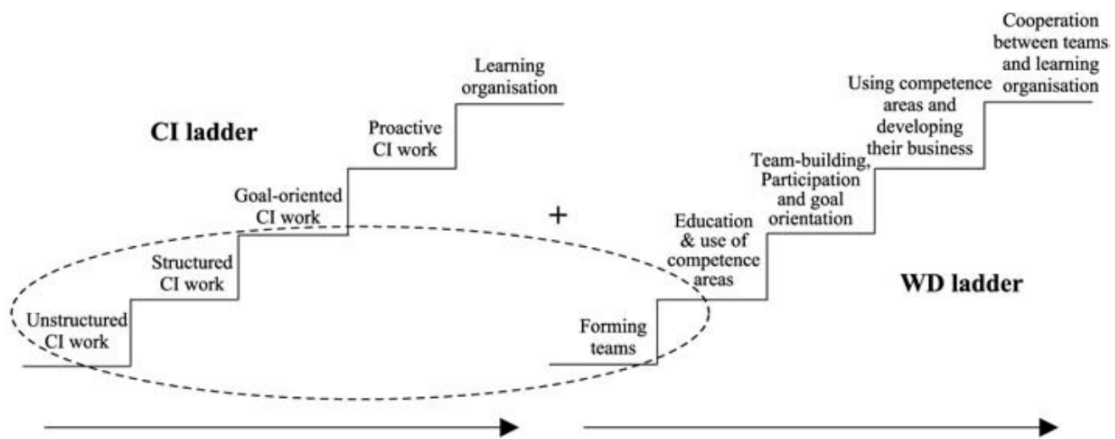 CI ladder
Unstructured
CI work
Structured
CI work
Goal-oriented
CI work
Proactive
CI work
Learning
organisation
+
WD ladder
Forming
teams
Education
& use of
competence
areas
Team-building,
Participation
and goal
orientation
Using competence
areas and
developing
their business
Cooperation
between teams
and learning
organisation